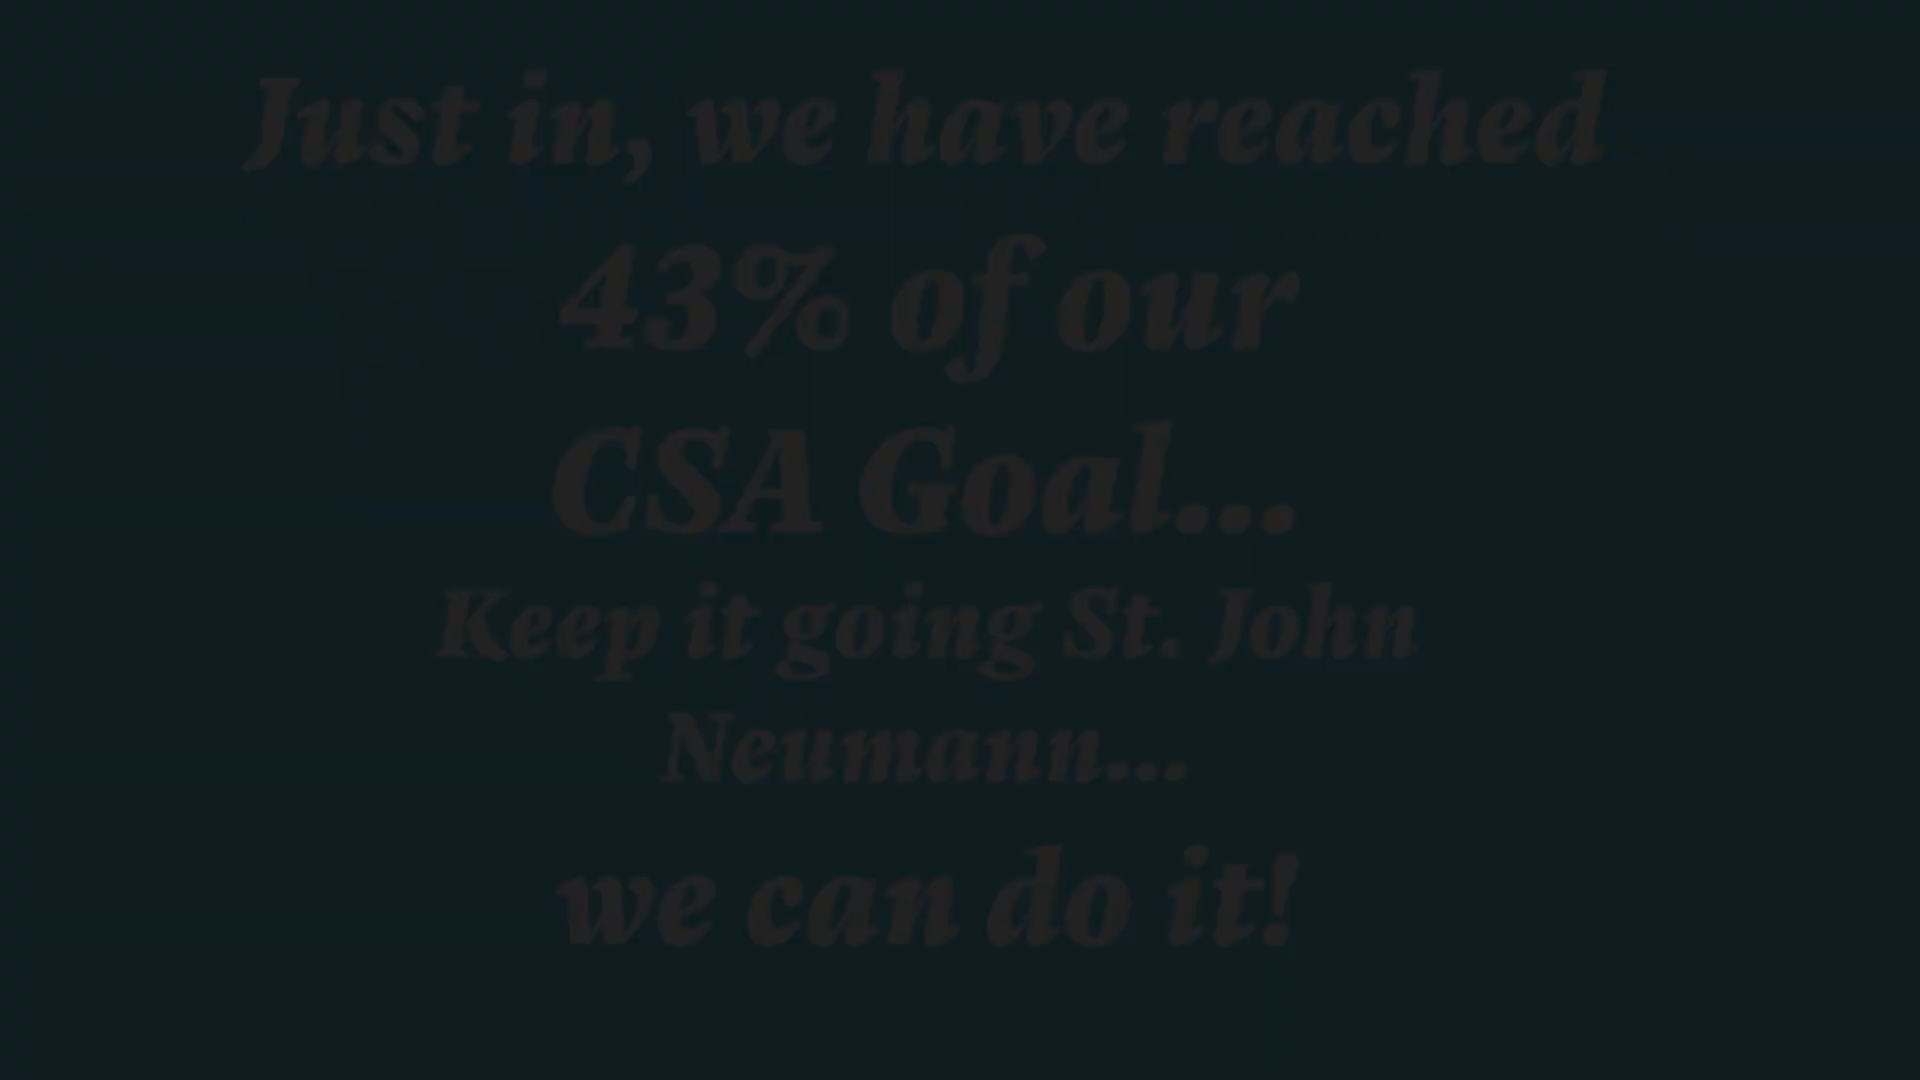 Just in, we have reached
43% of our
CSA Goal...
Keep it going St. John
Neumann...
we can do it!